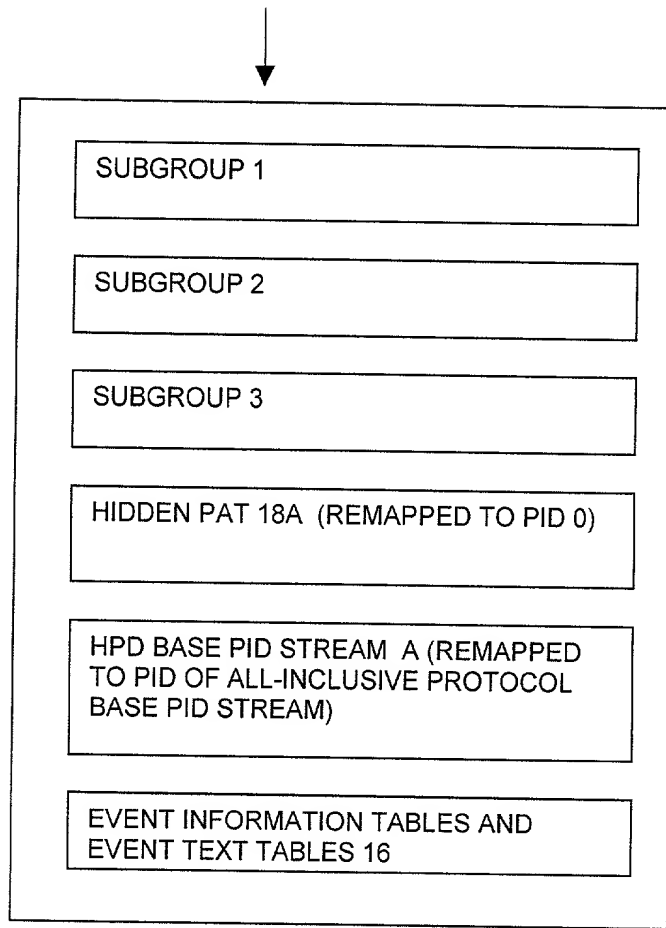 SUBGROUP 1
SUBGROUP 2
SUBGROUP 3
HIDDEN PAT 18A (REMAPPED TO PID 0)
HPD BASE PID STREAM A (REMAPPED
TO PID OF ALL-INCLUSIVE PROTOCOL
BASE PID STREAM)
EVENT INFORMATION TABLES AND
EVENT TEXT TABLES 16